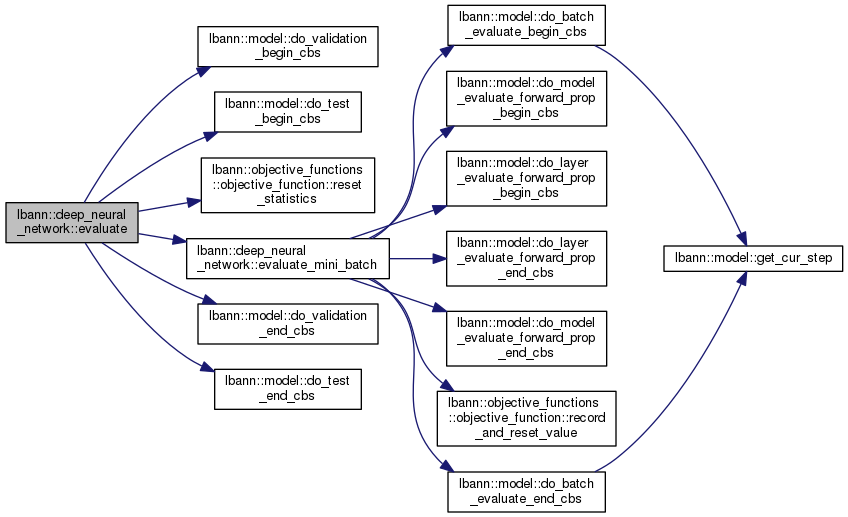 lbann::deep_neural
_network::evaluate
lbann::model::do_validation
_begin_cbs
lbann::model::do_test
_begin_cbs
lbann::objective_functions
::objective_function::reset
_statistics
lbann::deep_neural
_network::evaluate_mini_batch
lbann::model::do_validation
_end_cbs
lbann::model::do_test
_end_cbs
lbann::model::do_batch
_evaluate_begin_cbs
lbann::model::do_model
_evaluate_forward_prop
_begin_cbs
lbann::model::do_layer
_evaluate_forward_prop
_begin_cbs
lbann::model::do_layer
_evaluate_forward_prop
_end_cbs
lbann::model::do_model
_evaluate_forward_prop
_end_cbs
lbann::objective_functions
::objective_function::record
_and_reset_value
lbann::model::do_batch
_evaluate_end_cbs
lbann::model::get_cur_step